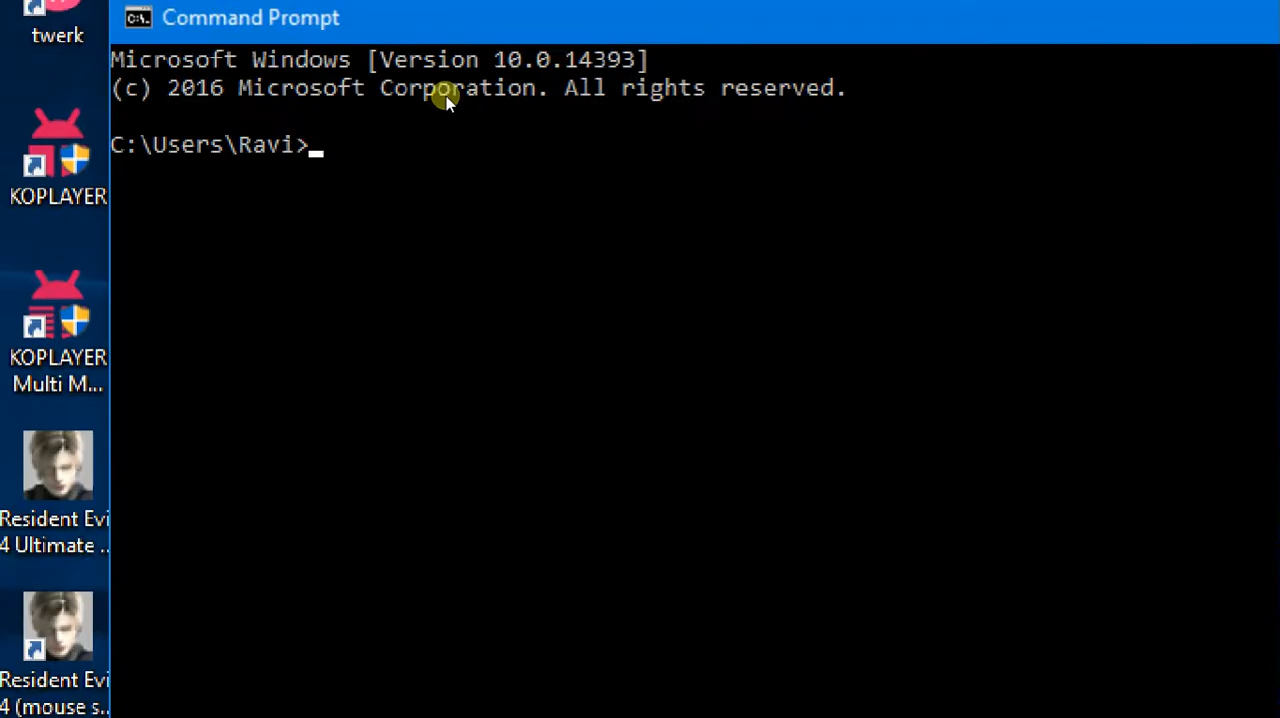 twerk
KOPLAYER
KOPLAYER
Multi M...
Resident Evi
4 Ultimate ...
Resident Evi
4 (mouse s...
C:\.
Command Prompt
Microsoft Windows [Version 10.0.14393]
(c) 2016 Microsoft Corporation. All rights reserved.
C:\Users\Ravi>